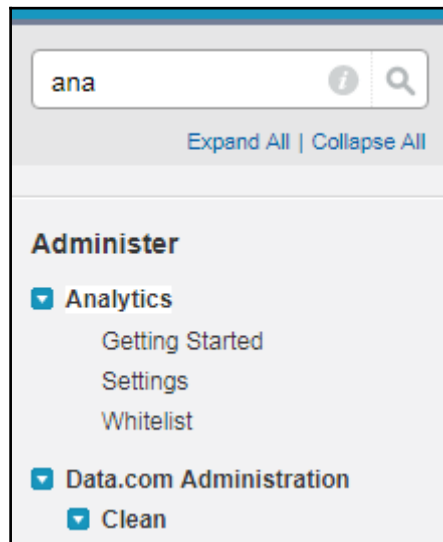 ana
Expand All | Collapse All
Administer
Analytics
Getting Started
Settings
Whitelist
Data.com Administration
Clean